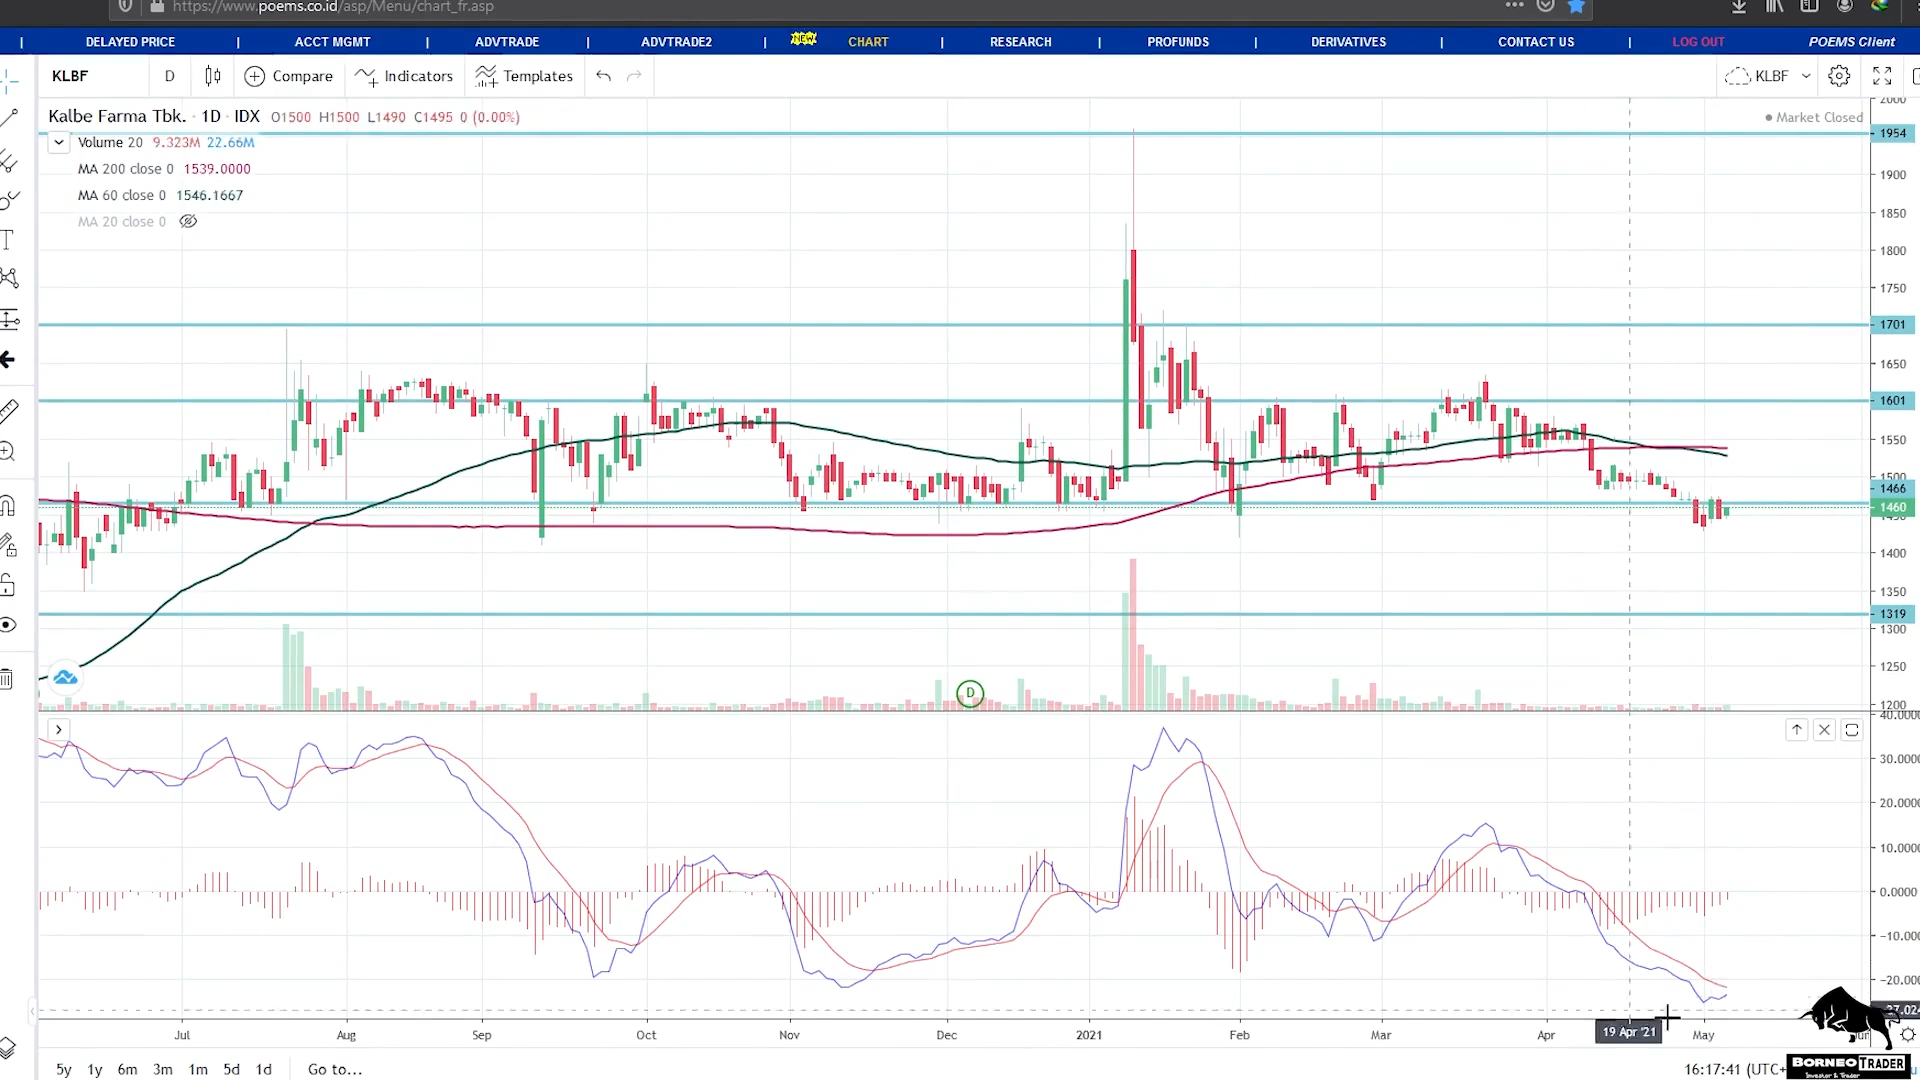 https://www.poems.co.id/asp/Menu/chart_fr.asp
DELAYED PRICE | ACCT MGMT | ADVTRADE | ADVTRADE2 | NEW CHART | RESEARCH | PROFUNDS | DERIVATIVES | CONTACT US | LOG OUT POEMS Client
KLBF D Compare Indicators Templates KLBF
Kalbe Farma Tbk. · 1D · IDX O1500 H1500 L1490 C1495 0 (0.00%)
Market Closed
Volume 20 9.323M 22.66M
MA 200 close 0 1539.0000
MA 60 close 0 1546.1667
MA 20 close 0
2000
1954
1900
1850
1800
1750
1701
1650
1601
1550
1500
1466
1460
1450
1400
1350
1319
1300
1250
1200
D
40.0000
30.0000
20.0000
10.0000
0.0000
-10.0000
-20.0000
Jul Aug Sep Oct Nov Dec 2021 Feb Mar Apr 19 Apr '21 May
5y 1y 6m 3m 1m 5d 1d Go to...
16:17:41 (UTC+
BORNEO TRADER
Investor & Trader